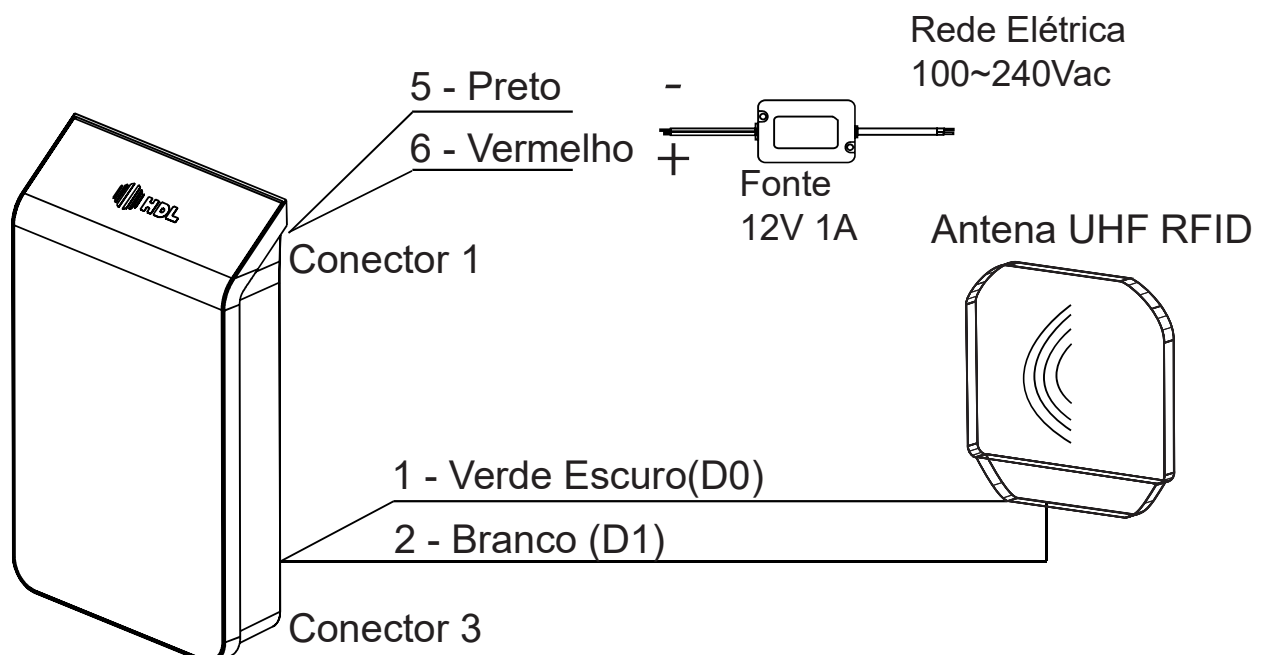 Rede Elétrica
100~240Vac
5 - Preto
-
6 - Vermelho
+
Fonte
12V 1A
HDL
Conector 1
Antena UHF RFID
1 - Verde Escuro(D0)
2 - Branco (D1)
Conector 3